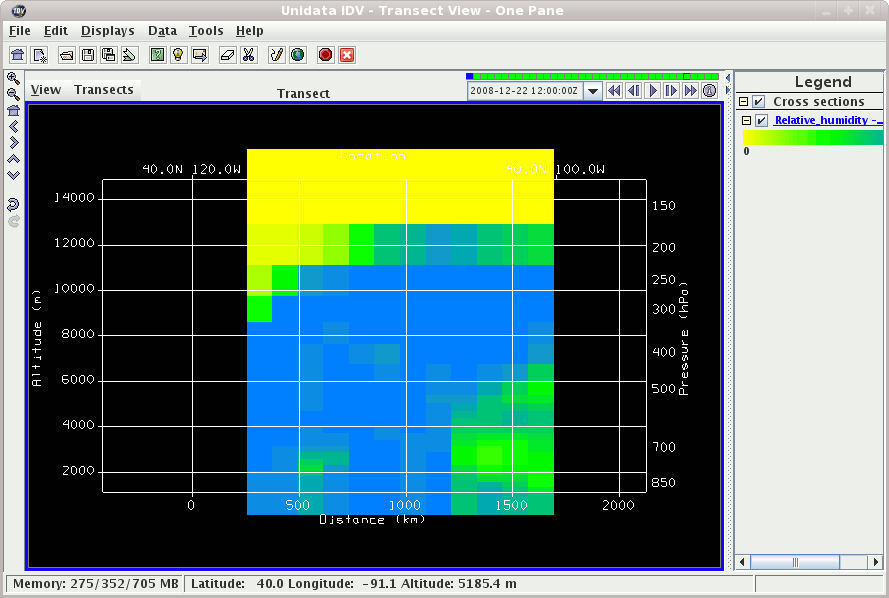 Unidata IDV - Transect View - One Pane
File Edit Displays Data Tools Help
View Transects
Transect
2008-12-22 12:00:00Z
Legend
Cross sections
Relative_humidity -...
0
40.0N 120.0W
100.0W
14000
12000
10000
8000
6000
4000
2000
Altitude (m)
150
200
250
300
400
500
700
850
Pressure (hPa)
0 500 1000 1500 2000
Distance (km)
Memory: 275/352/705 MB Latitude: 40.0 Longitude: -91.1 Altitude: 5185.4 m